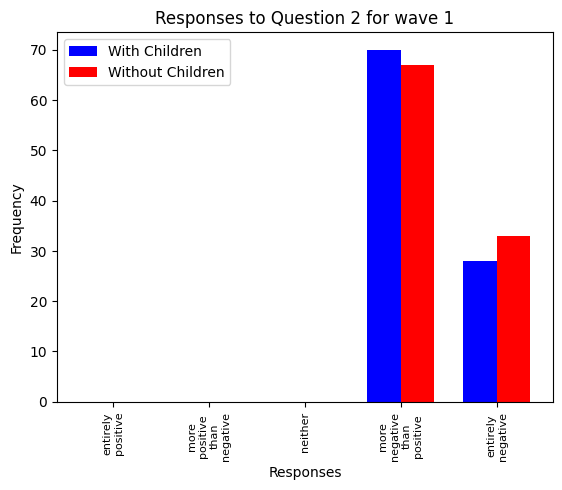 Responses to Question 2 for wave 1
With Children
Without Children
Frequency
70
60
50
40
30
20
10
0
entirely
positive
more
positive
than
negative
neither
more
negative
than
positive
entirely
negative
Responses